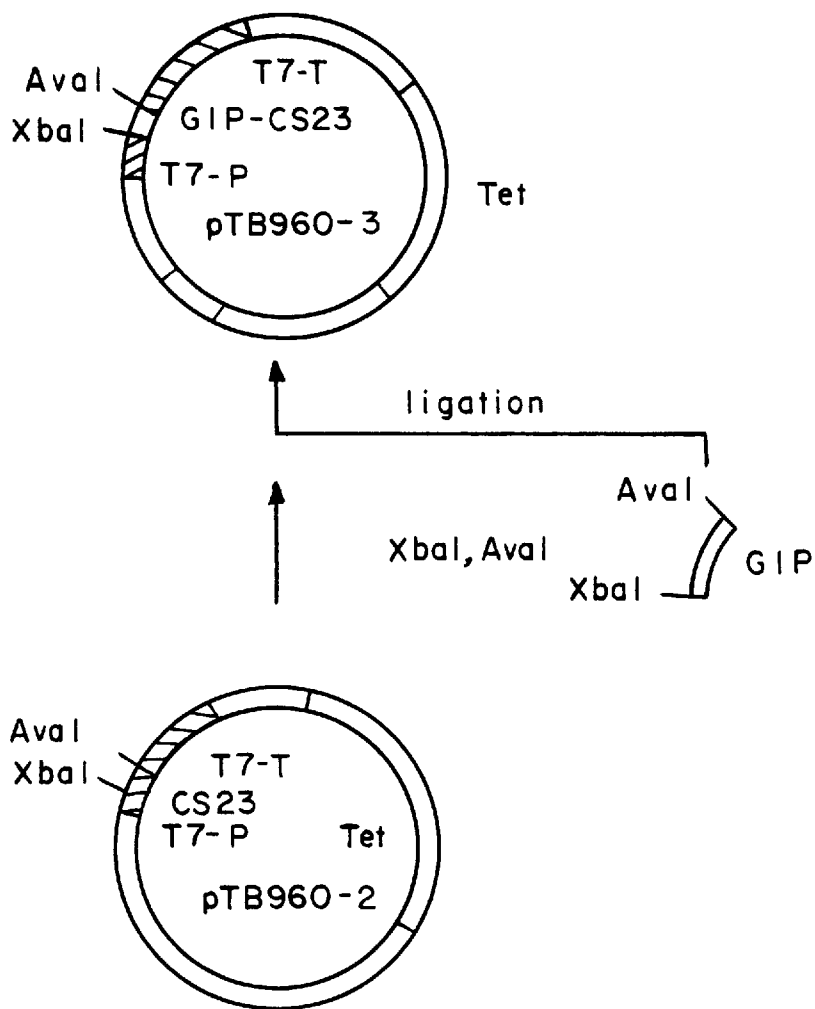 T7-T
AvaI
GIP-CS23
XbaI
T7-P
Tet
pTB960-3
ligation
AvaI
XbaI, AvaI
GIP
XbaI
AvaI
T7-T
XbaI
CS23
T7-P
Tet
pTB960-2